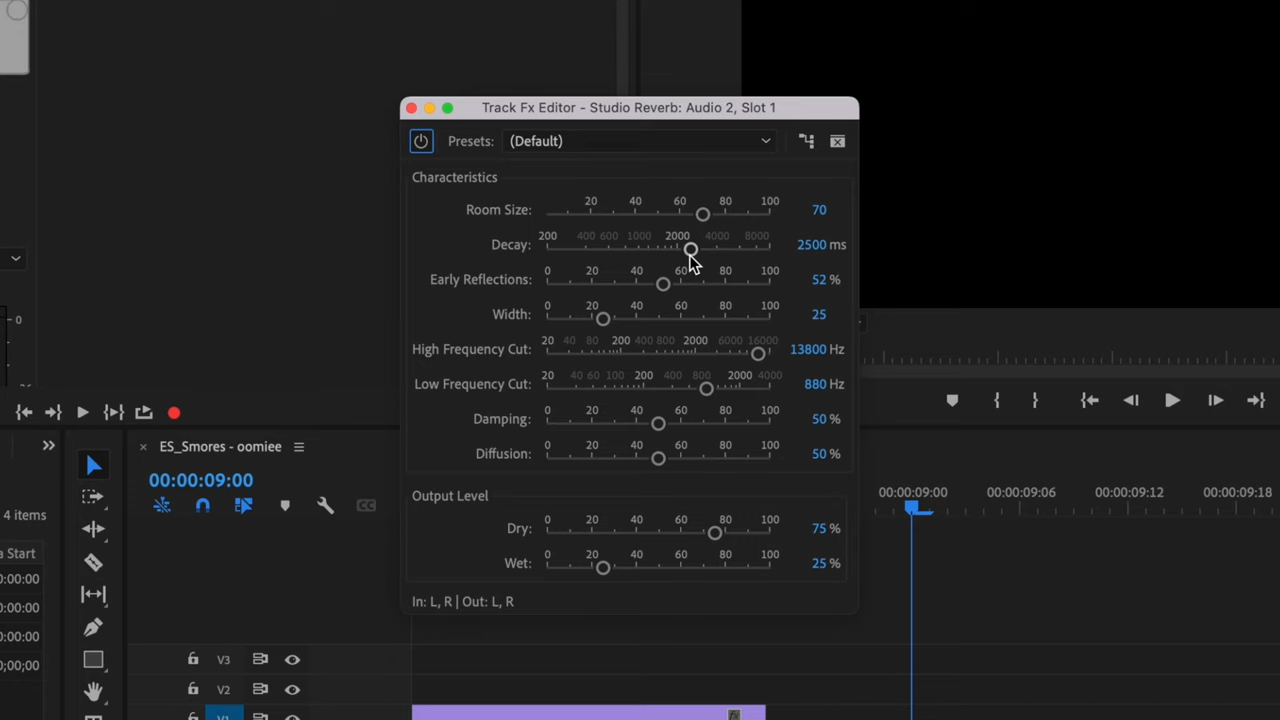 Track Fx Editor - Studio Reverb: Audio 2, Slot 1
Presets: (Default)
Characteristics
20 40 60 80 100
Room Size: 70
200 400 600 1000 2000 4000 8000
Decay: 2500 ms
0 20 40 60 80 100
Early Reflections: 52 %
0 20 40 60 80 100
Width: 25
20 40 80 200 400 800 2000 6000 16000
High Frequency Cut: 13800 Hz
20 40 60 100 200 400 800 2000 4000
Low Frequency Cut: 880 Hz
0 20 40 60 80 100
Damping: 50 %
0 20 40 60 80 100
Diffusion: 50 %
Output Level
0 20 40 60 80 100
Dry: 75 %
0 20 40 60 80 100
Wet: 25 %
In: L, R | Out: L, R
0
ES_Smores - oomiee
00:00:09:00
4 items
a Start
0:00:00
0:00:00
0:00:00
00;00;00
00:00:09:00 00:00:09:06 00:00:09:12 00:00:09:18
V3
V2